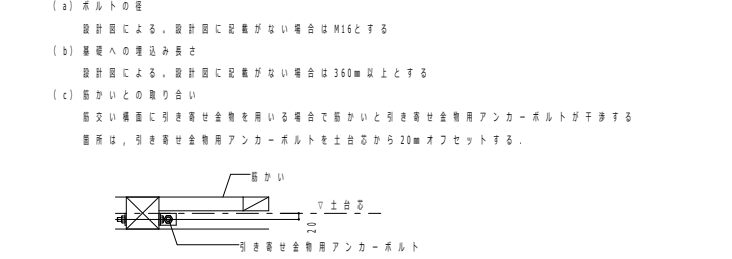 (a) ボルトの径
設計図による。設計図に記載がない場合はM16とする
(b) 基礎への埋込み長さ
設計図による。設計図に記載がない場合は360㎜以上とする
(c) 筋かいとの取り合い
筋交い構面に引き寄せ金物を用いる場合で筋かいと引き寄せ金物用アンカーボルトが干渉する
箇所は，引き寄せ金物用アンカーボルトを土台芯から20㎜オフセットする．
筋かい
▽土台芯
20
引き寄せ金物用アンカーボルト